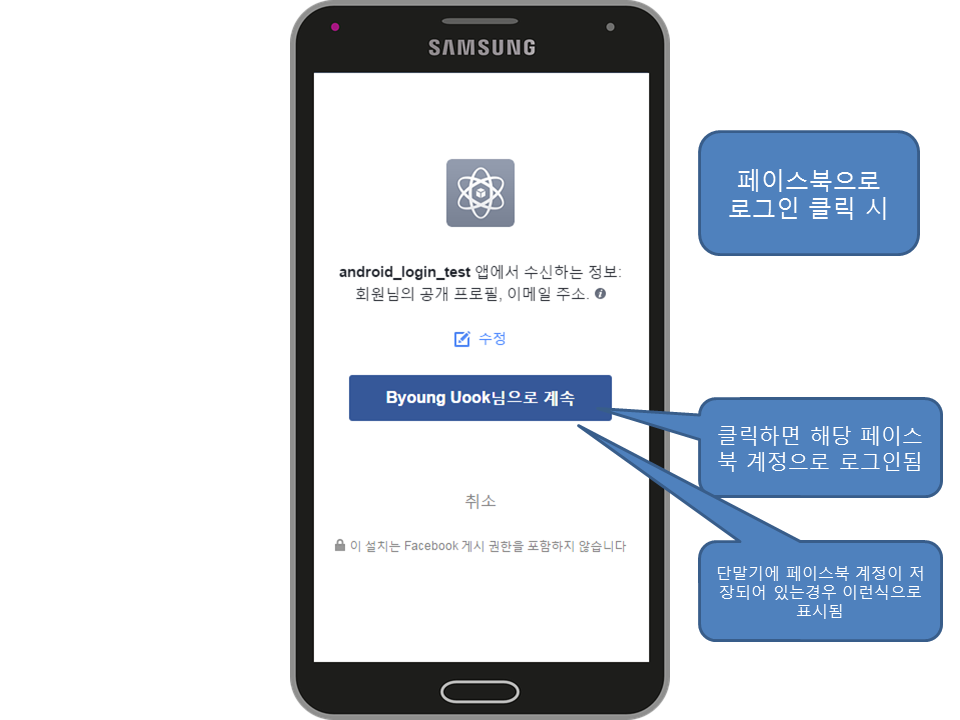 SAMSUNG
android_login_test 앱에서 수신하는 정보:
회원님의 공개 프로필, 이메일 주소.
수정
Byoung Uook님으로 계속
취소
이 설치는 Facebook 게시 권한을 포함하지 않습니다
페이스북으로
로그인 클릭 시
클릭하면 해당 페이스
북 계정으로 로그인됨
단말기에 페이스북 계정이 저
장되어 있는경우 이런식으로
표시됨